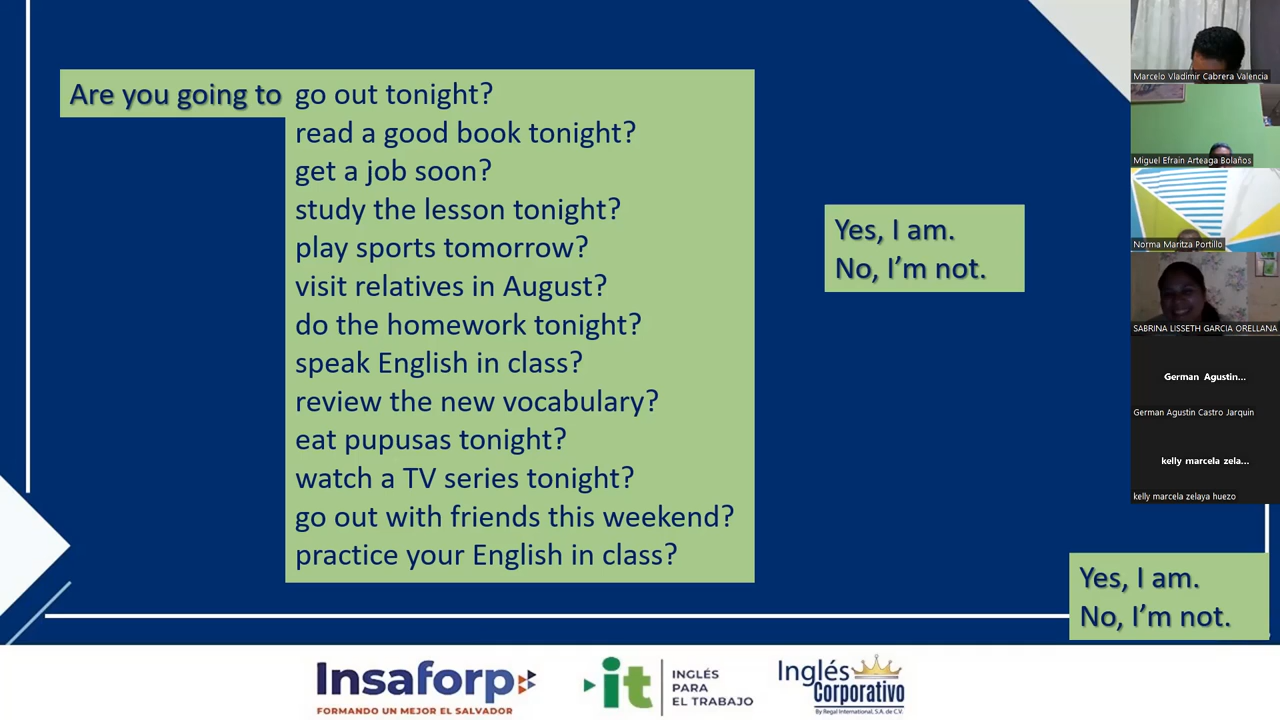 Are you going to go out tonight?
read a good book tonight?
get a job soon?
study the lesson tonight?
play sports tomorrow?
visit relatives in August?
do the homework tonight?
speak English in class?
review the new vocabulary?
eat pupusas tonight?
watch a TV series tonight?
go out with friends this weekend?
practice your English in class?
Yes, I am.
No, I’m not.
Marcelo Vladimir Cabrera Valencia
Miguel Efrain Arteaga Bolaños
Norma Maritza Portillo
SABRINA LISSETH GARCIA ORELLANA
German Agustin...
German Agustin Castro Jarquin
kelly marcela zela...
kelly marcela zelaya huezo
Yes, I am.
No, I’m not.
Insaforp
FORMANDO UN MEJOR EL SALVADOR
it
INGLÉS
PARA
EL TRABAJO
Inglés
Corporativo
By Regal International, S.A. de C.V.